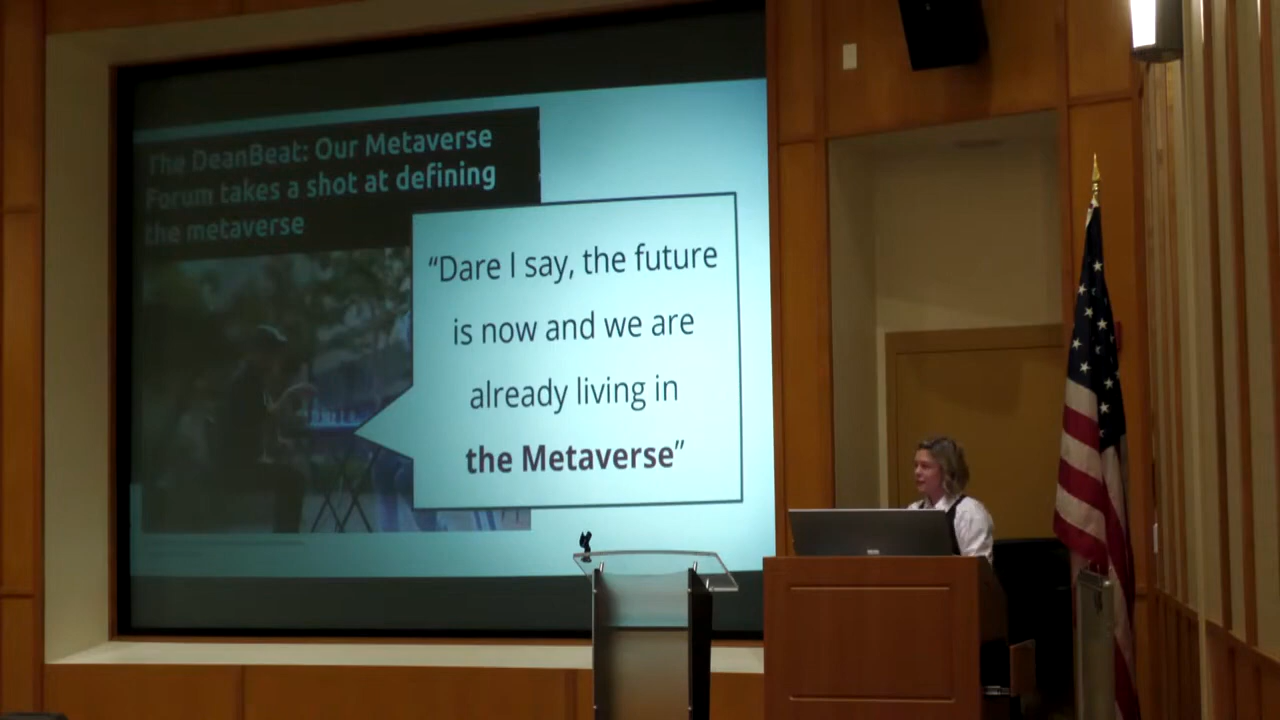 The DeanBeat: Our Metaverse
Forum takes a shot at defining
the metaverse
“Dare I say, the future
is now and we are
already living in
the Metaverse”